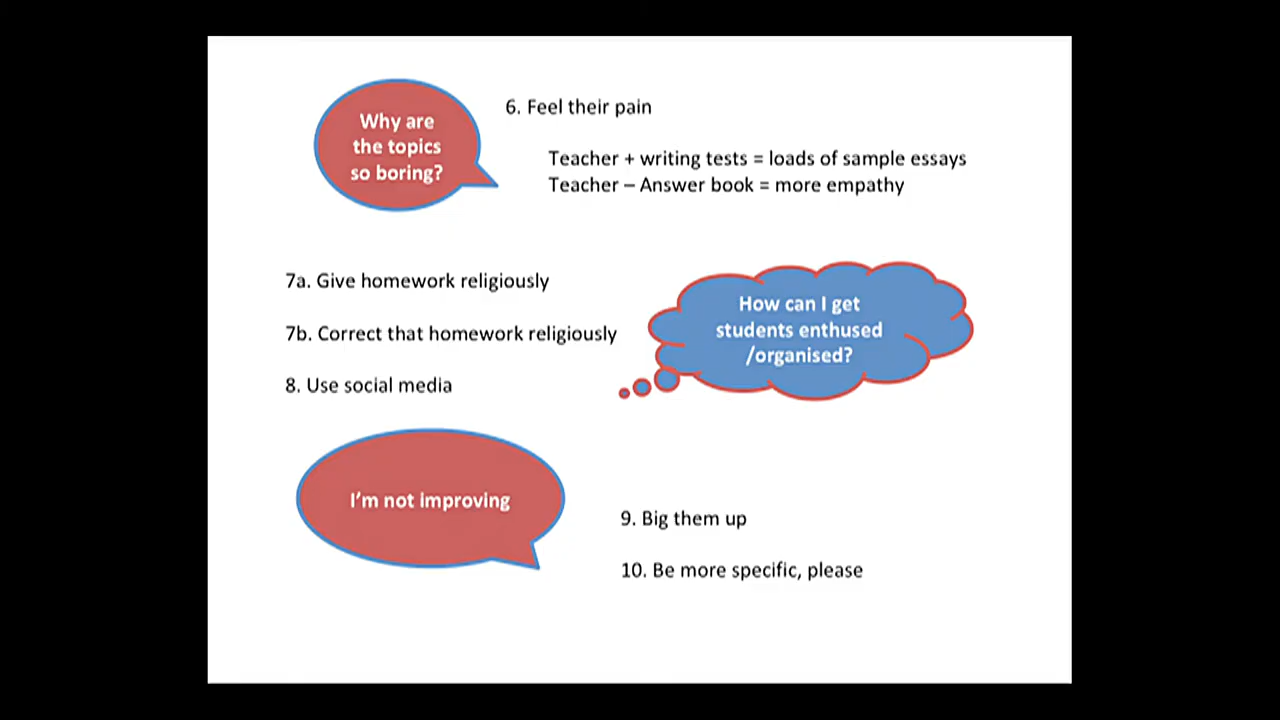 Why are
the topics
so boring?
6. Feel their pain
Teacher + writing tests = loads of sample essays
Teacher – Answer book = more empathy
7a. Give homework religiously
7b. Correct that homework religiously
8. Use social media
How can I get
students enthused
/organised?
I'm not improving
9. Big them up
10. Be more specific, please